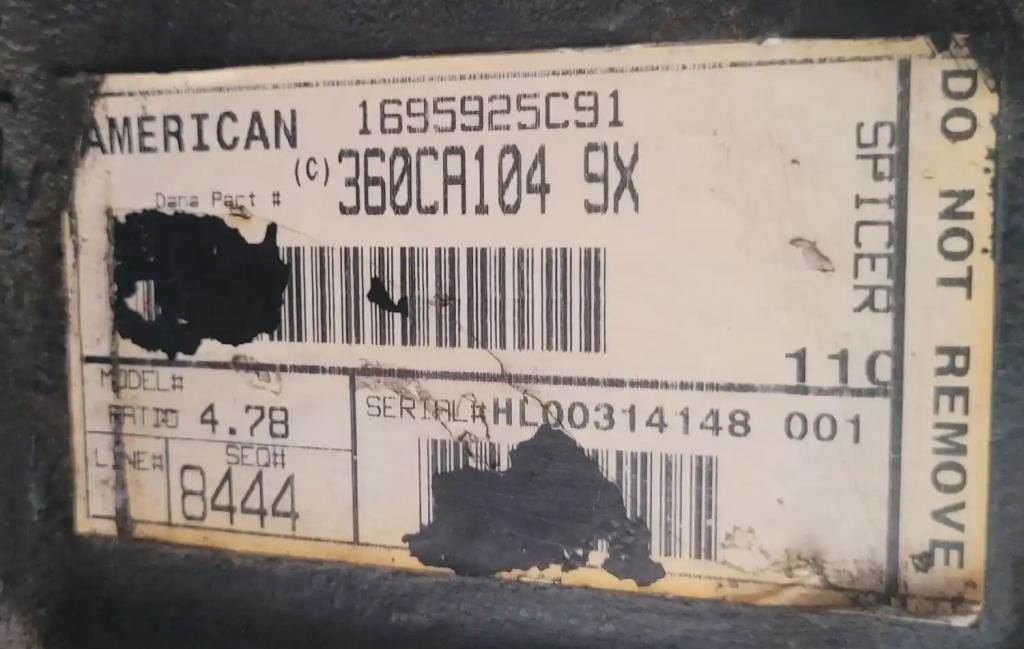 AMERICAN 1695925C91
(C) 360CA104 9X
Dana Part #
SPICER
110
MODEL#
RATIO 4.78
SERIAL# HL00314148 001
LINE# SEQ#
8444
DO NOT REMOVE